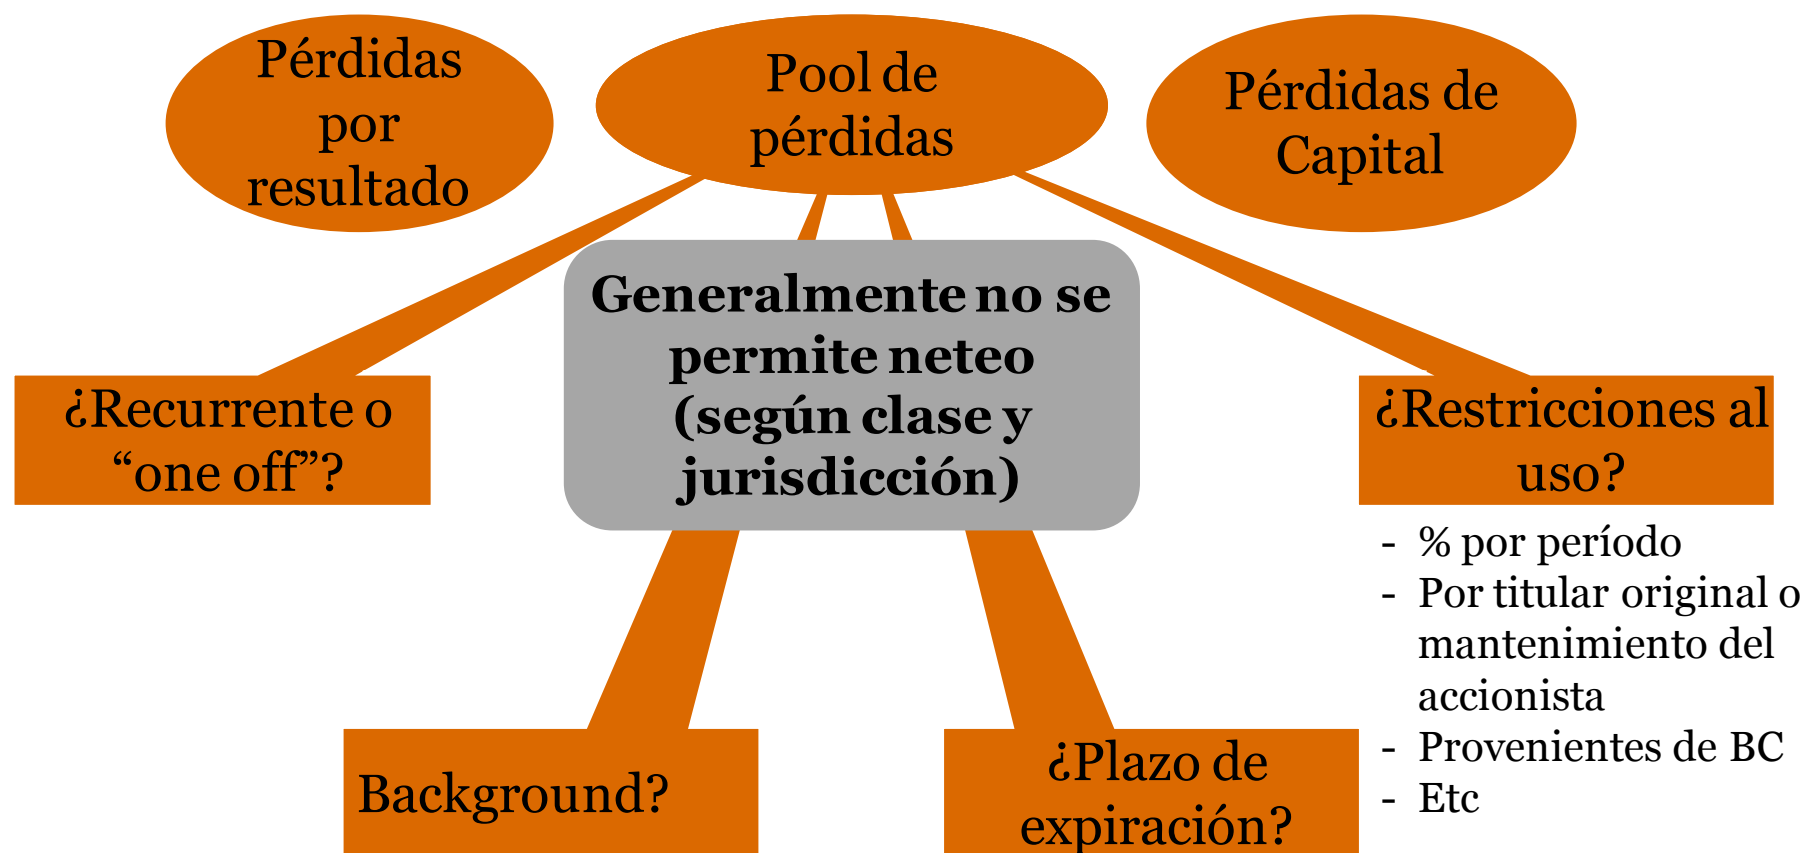 Pérdidas
por
resultado
Pool de
pérdidas
Pérdidas de
Capital
Generalmente no se
permite neteo
(según clase y
jurisdicción)
¿Recurrente o
“one off”?
¿Restricciones al
uso?
- % por período
- Por titular original o
mantenimiento del
accionista
- Provenientes de BC
- Etc
Background?
¿Plazo de
expiración?